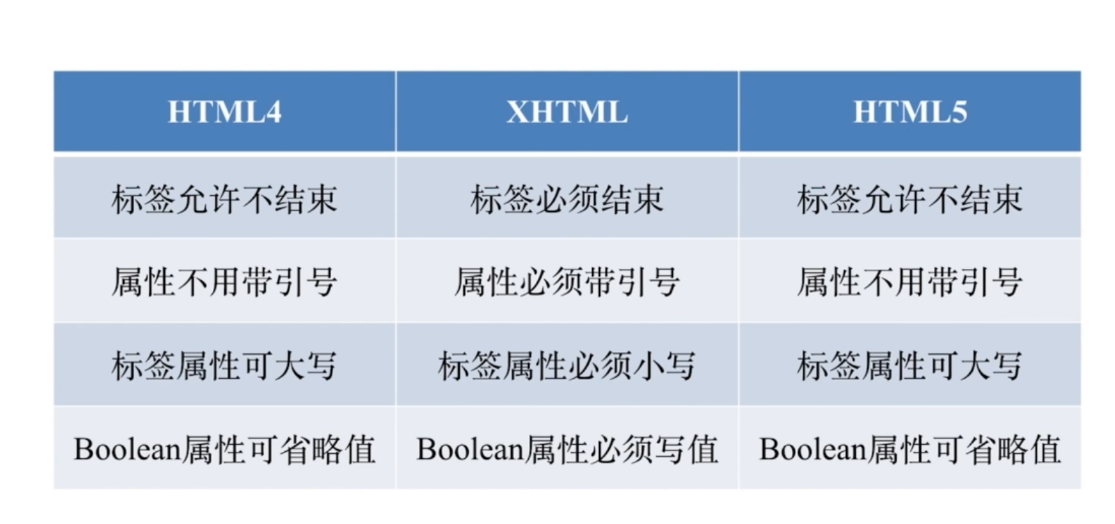 HTML4 XHTML HTML5
标签允许不结束 标签必须结束 标签允许不结束
属性不用带引号 属性必须带引号 属性不用带引号
标签属性可大写 标签属性必须小写 标签属性可大写
Boolean属性可省略值 Boolean属性必须写值 Boolean属性可省略值